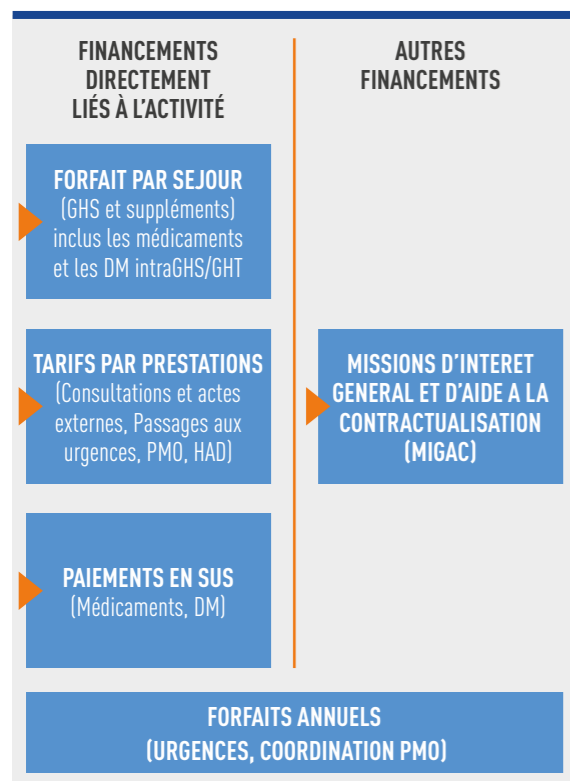 FINANCEMENTS
DIRECTEMENT
LIÉS À L'ACTIVITÉ
FORFAIT PAR SEJOUR
(GHS et suppléments)
inclus les médicaments
et les DM intraGHS/GHT
TARIFS PAR PRESTATIONS
(Consultations et actes
externes, Passages aux
urgences, PMO, HAD)
PAIEMENTS EN SUS
(Médicaments, DM)
AUTRES
FINANCEMENTS
MISSIONS D'INTERET
GENERAL ET D'AIDE A LA
CONTRACTUALISATION
(MIGAC)
FORFAITS ANNUELS
(URGENCES, COORDINATION PMO)